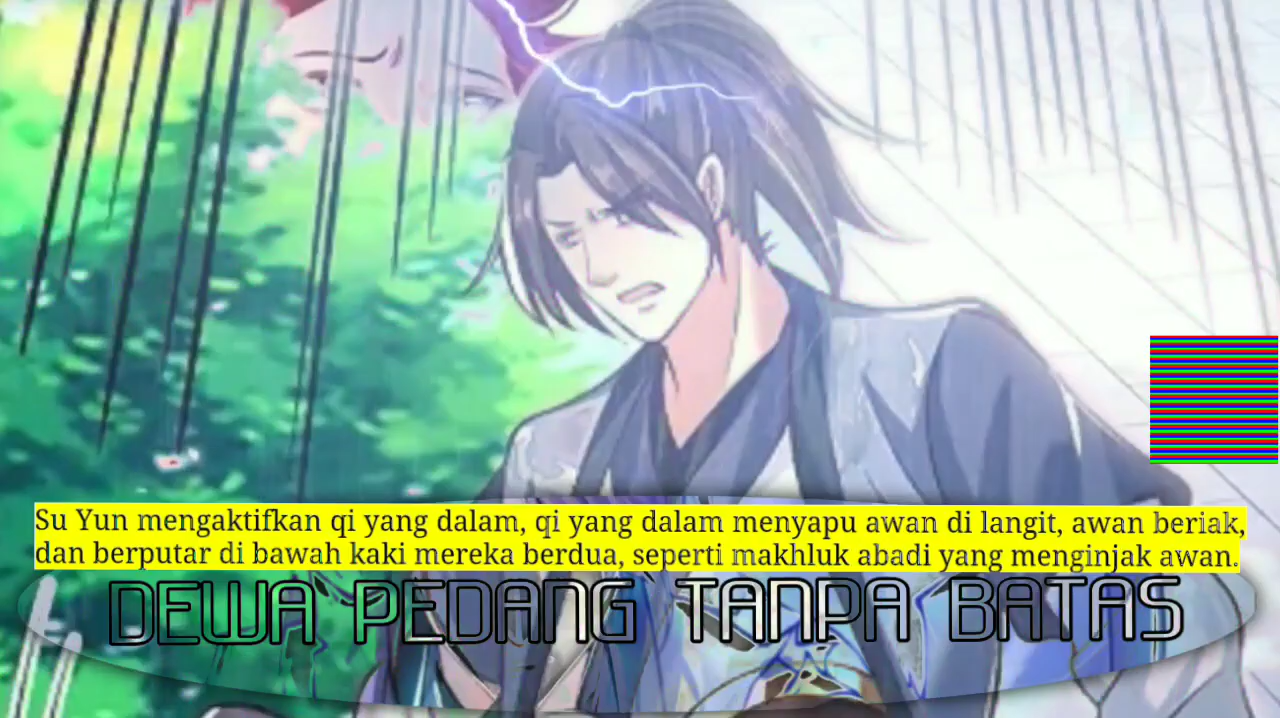 Su Yun mengaktifkan qi yang dalam, qi yang dalam menyapu awan di langit, awan beriak,
dan berputar di bawah kaki mereka berdua, seperti makhluk abadi yang menginjak awan.
DEWA PEDANG TANPA BATAS